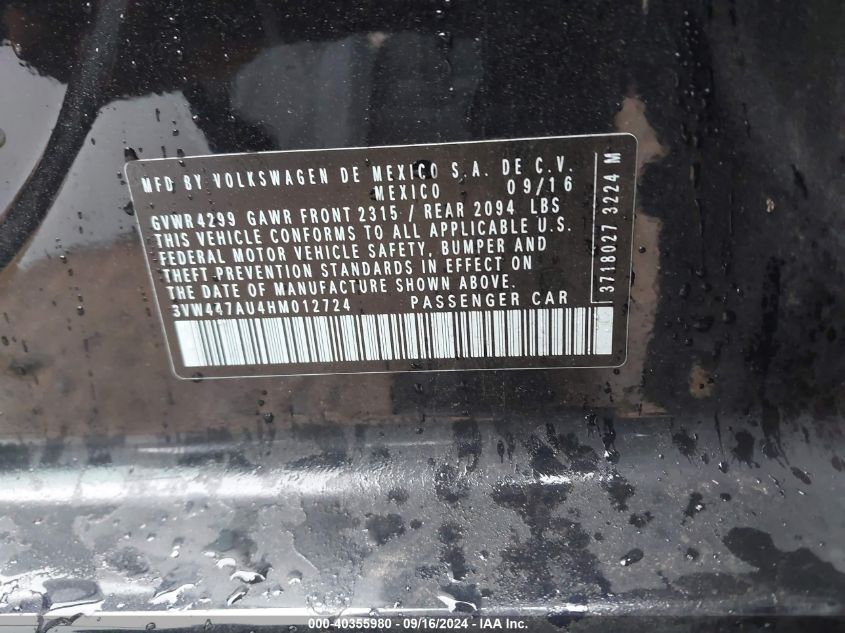 MFD BY VOLKSWAGEN DE MEXICO S.A. DE C.V.
MEXICO 09/16
GVWR4299 GAWR FRONT 2315 / REAR 2094 LBS
THIS VEHICLE CONFORMS TO ALL APPLICABLE U.S.
FEDERAL MOTOR VEHICLE SAFETY, BUMPER AND
THEFT PREVENTION STANDARDS IN EFFECT ON
THE DATE OF MANUFACTURE SHOWN ABOVE.
3VW447AU4HM012724 PASSENGER CAR
3718027 3224 M
000-40355980 - 09/16/2024 - IAA Inc.